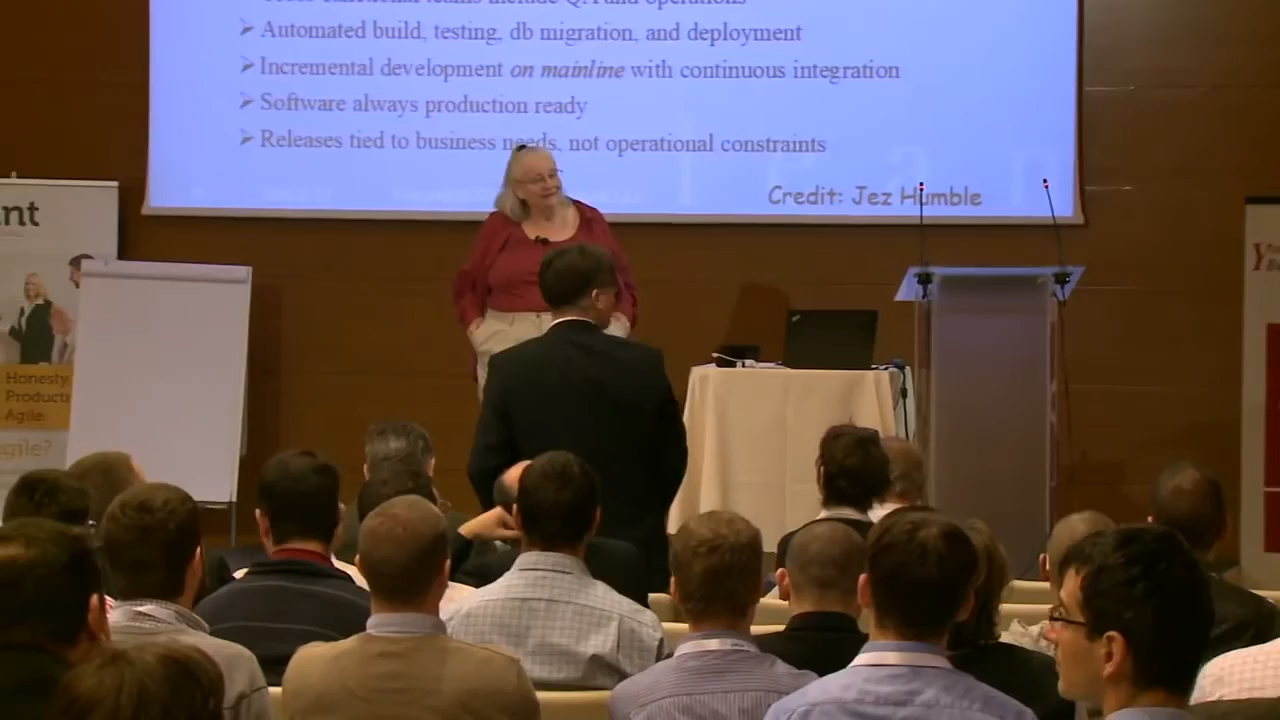 Automated build, testing, db migration, and deployment
Incremental development on mainline with continuous integration
Software always production ready
Releases tied to business needs, not operational constraints
Credit: Jez Humble
nt
Honesty
Product
Agile